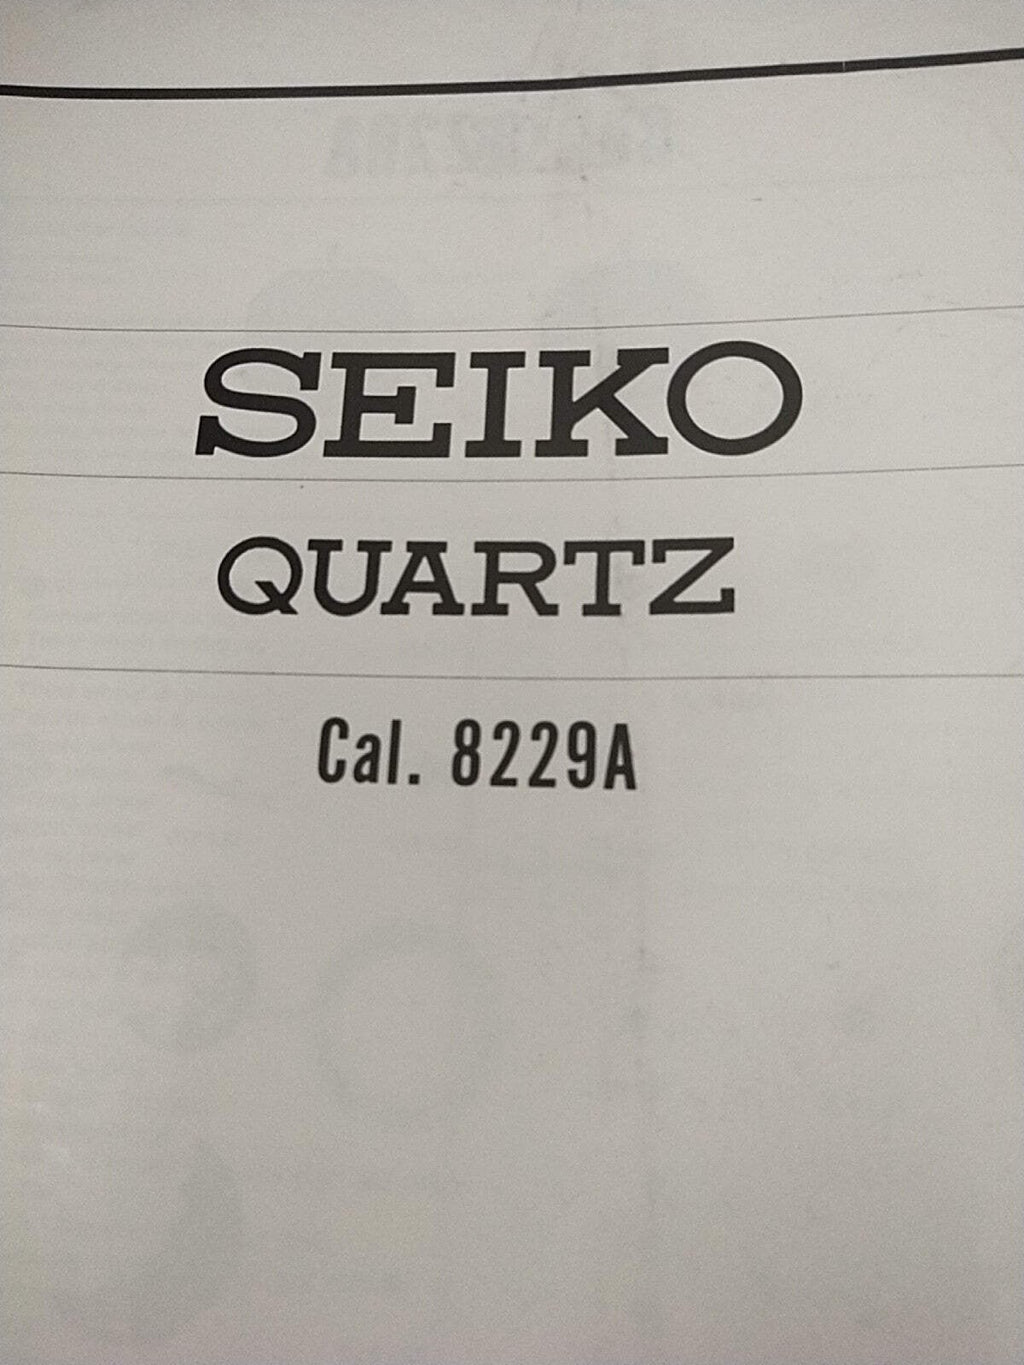 SEIKO
QUARTZ
Cal. 8229A